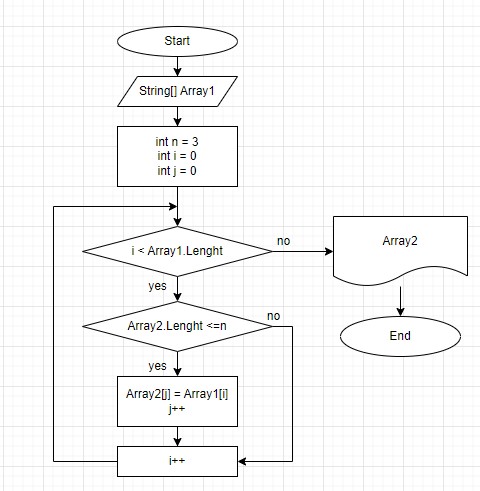 Start
String[] Array1
int n = 3
int i = 0
int j = 0
i < Array1.Lenght
no
Array2
yes
Array2.Lenght <=n
no
End
yes
Array2[j] = Array1[i]
j++
i++